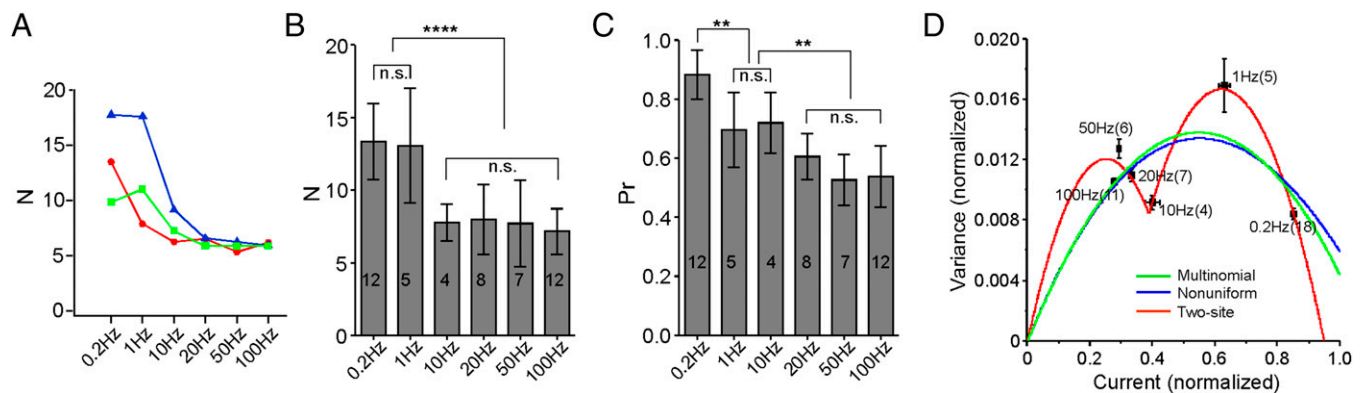 A
N
20
15
10
5
0
0.2Hz
1Hz
10Hz
20Hz
50Hz
100Hz
B
N
20
15
10
5
0
****
n.s.
n.s.
12
5
4
8
7
12
0.2Hz
1Hz
10Hz
20Hz
50Hz
100Hz
C
Pr
1.0
0.8
0.6
0.4
0.2
0.0
**
**
n.s.
n.s.
12
5
4
8
7
12
0.2Hz
1Hz
10Hz
20Hz
50Hz
100Hz
D
Variance (normalized)
0.020
0.016
0.012
0.008
0.004
0
1Hz(5)
50Hz(6)
20Hz(7)
100Hz(11)
10Hz(4)
0.2Hz(18)
Multinomial
Nonuniform
Two-site
0
0.2
0.4
0.6
0.8
1.0
Current (normalized)